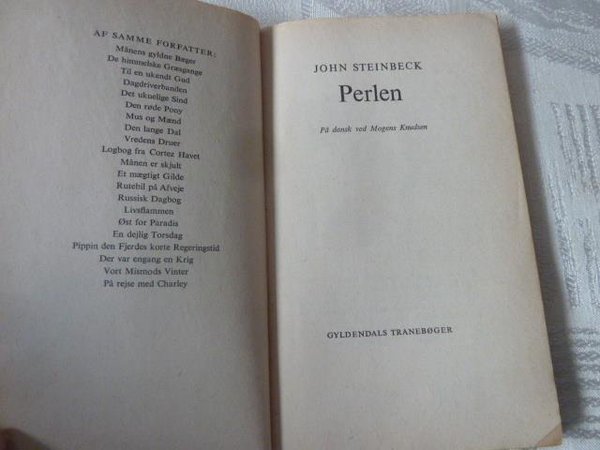 AF SAMME FORFATTER:
Månens gyldne Bæger
De himmelske Græsgange
Til en ukendt Gud
Dagdriverbanden
Det ukuelige Sind
Den røde Pony
Mus og Mænd
Den lange Dal
Vredens Druer
Logbog fra Cortez Havet
Månen er skjult
Et mægtigt Gilde
Rutebil på Afveje
Russisk Dagbog
Livsflammen
Øst for Paradis
En dejlig Torsdag
Pippin den Fjerdes korte Regeringstid
Der var engang en Krig
Vort Mismods Vinter
På rejse med Charley
JOHN STEINBECK
Perlen
På dansk ved Mogens Knudsen
GYLDENDALS TRANEBØGER